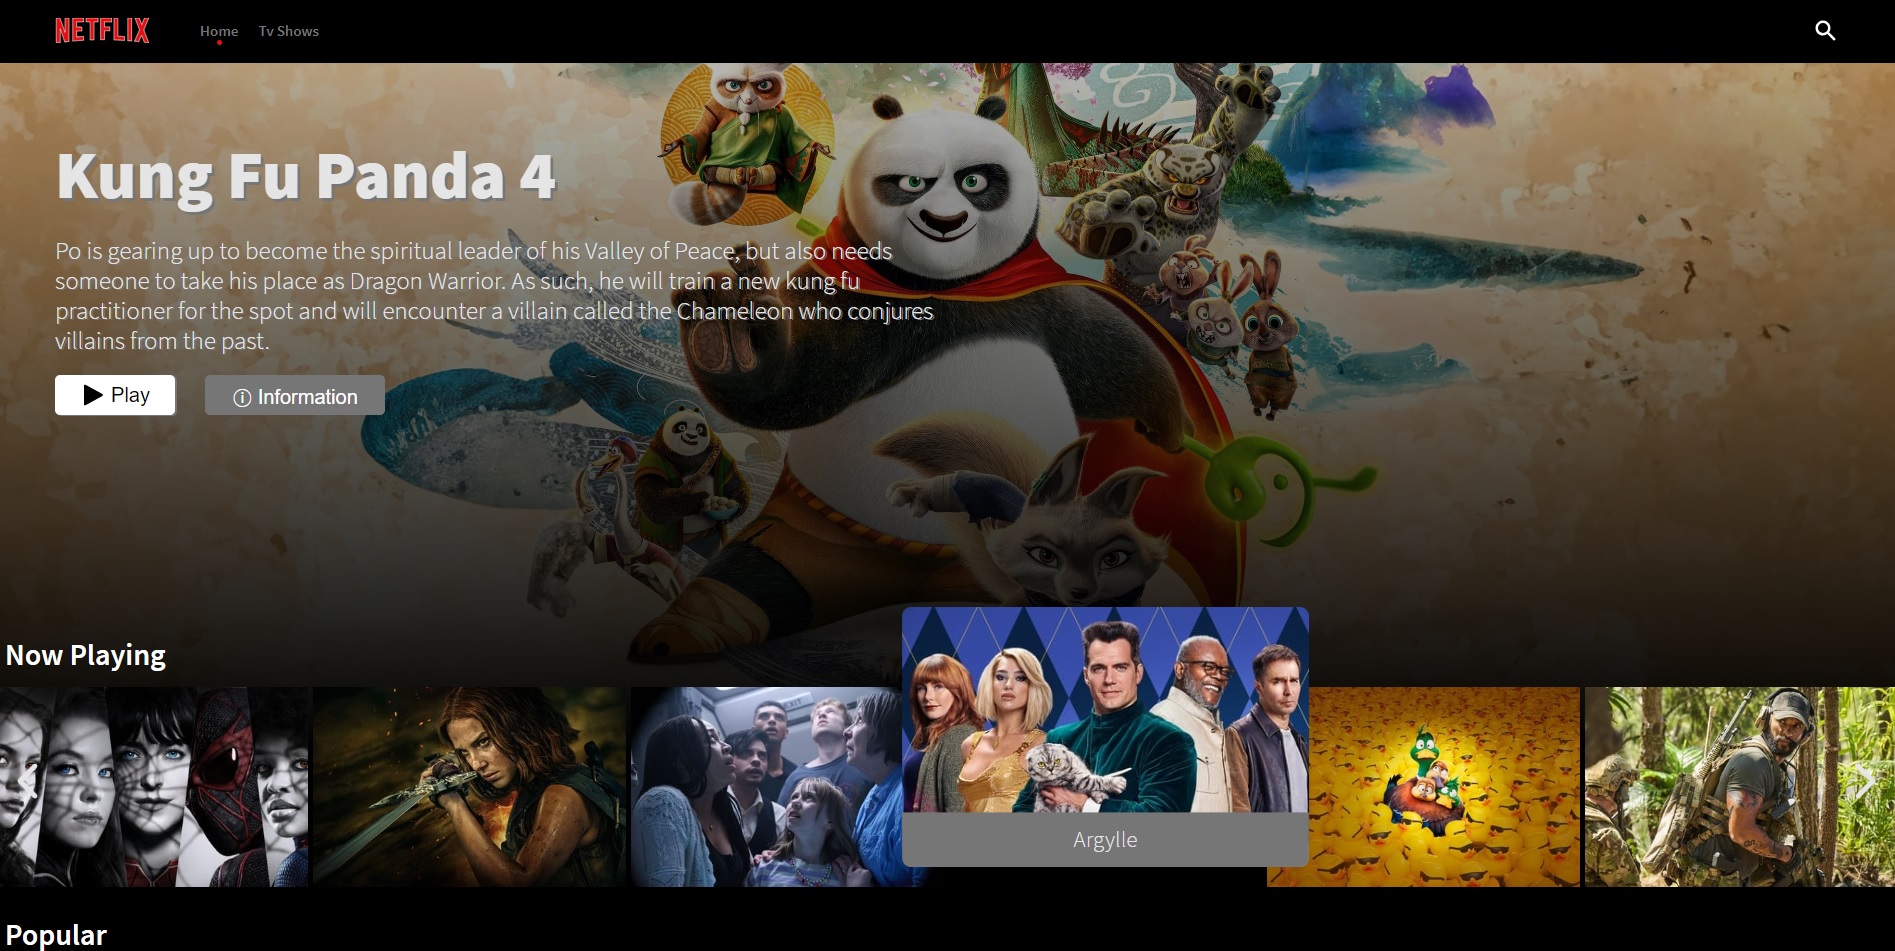 NETFLIX
Home
Tv Shows
Kung Fu Panda 4
Po is gearing up to become the spiritual leader of his Valley of Peace, but also needs
someone to take his place as Dragon Warrior. As such, he will train a new kung fu
practitioner for the spot and will encounter a villain called the Chameleon who conjures
villains from the past.
Play
Information
Now Playing
Argylle
Popular